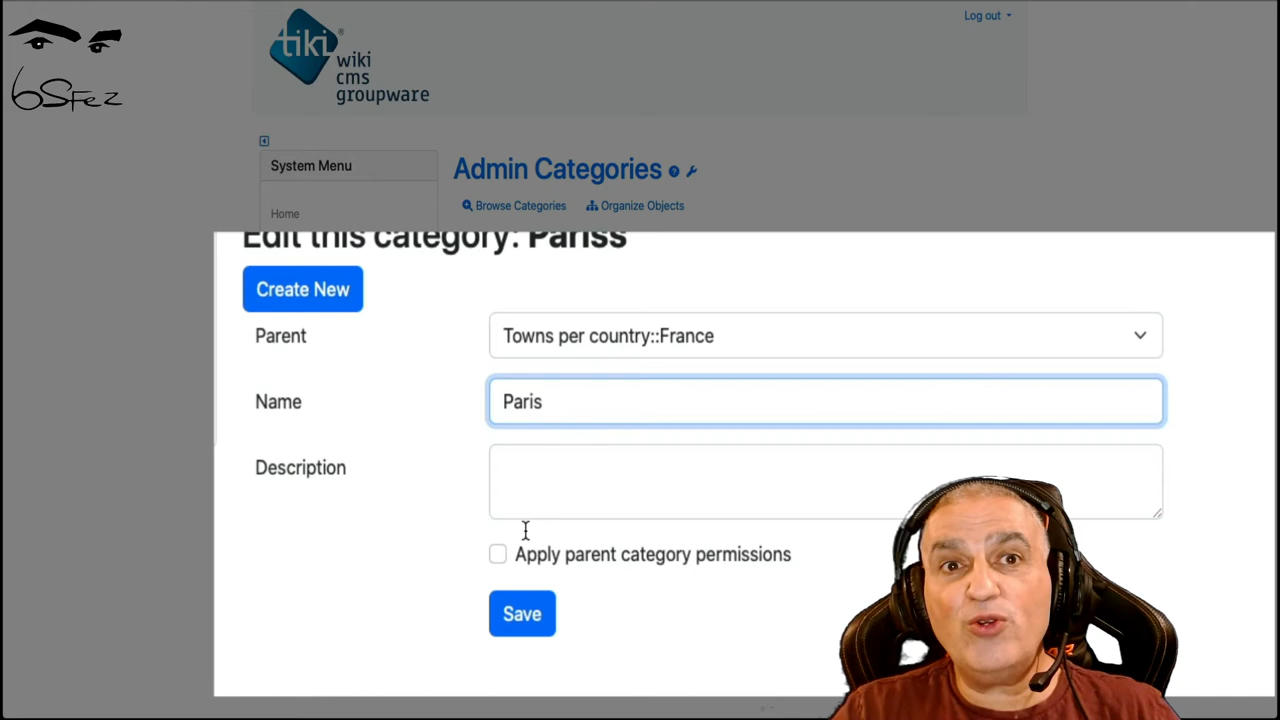 Log out
tiki®
wiki
cms
groupware
6SFez
System Menu
Admin Categories
Browse Categories Organize Objects
Home
Edit this category: Pariss
Create New
Parent Towns per country::France
Name Paris
Description
Apply parent category permissions
Save